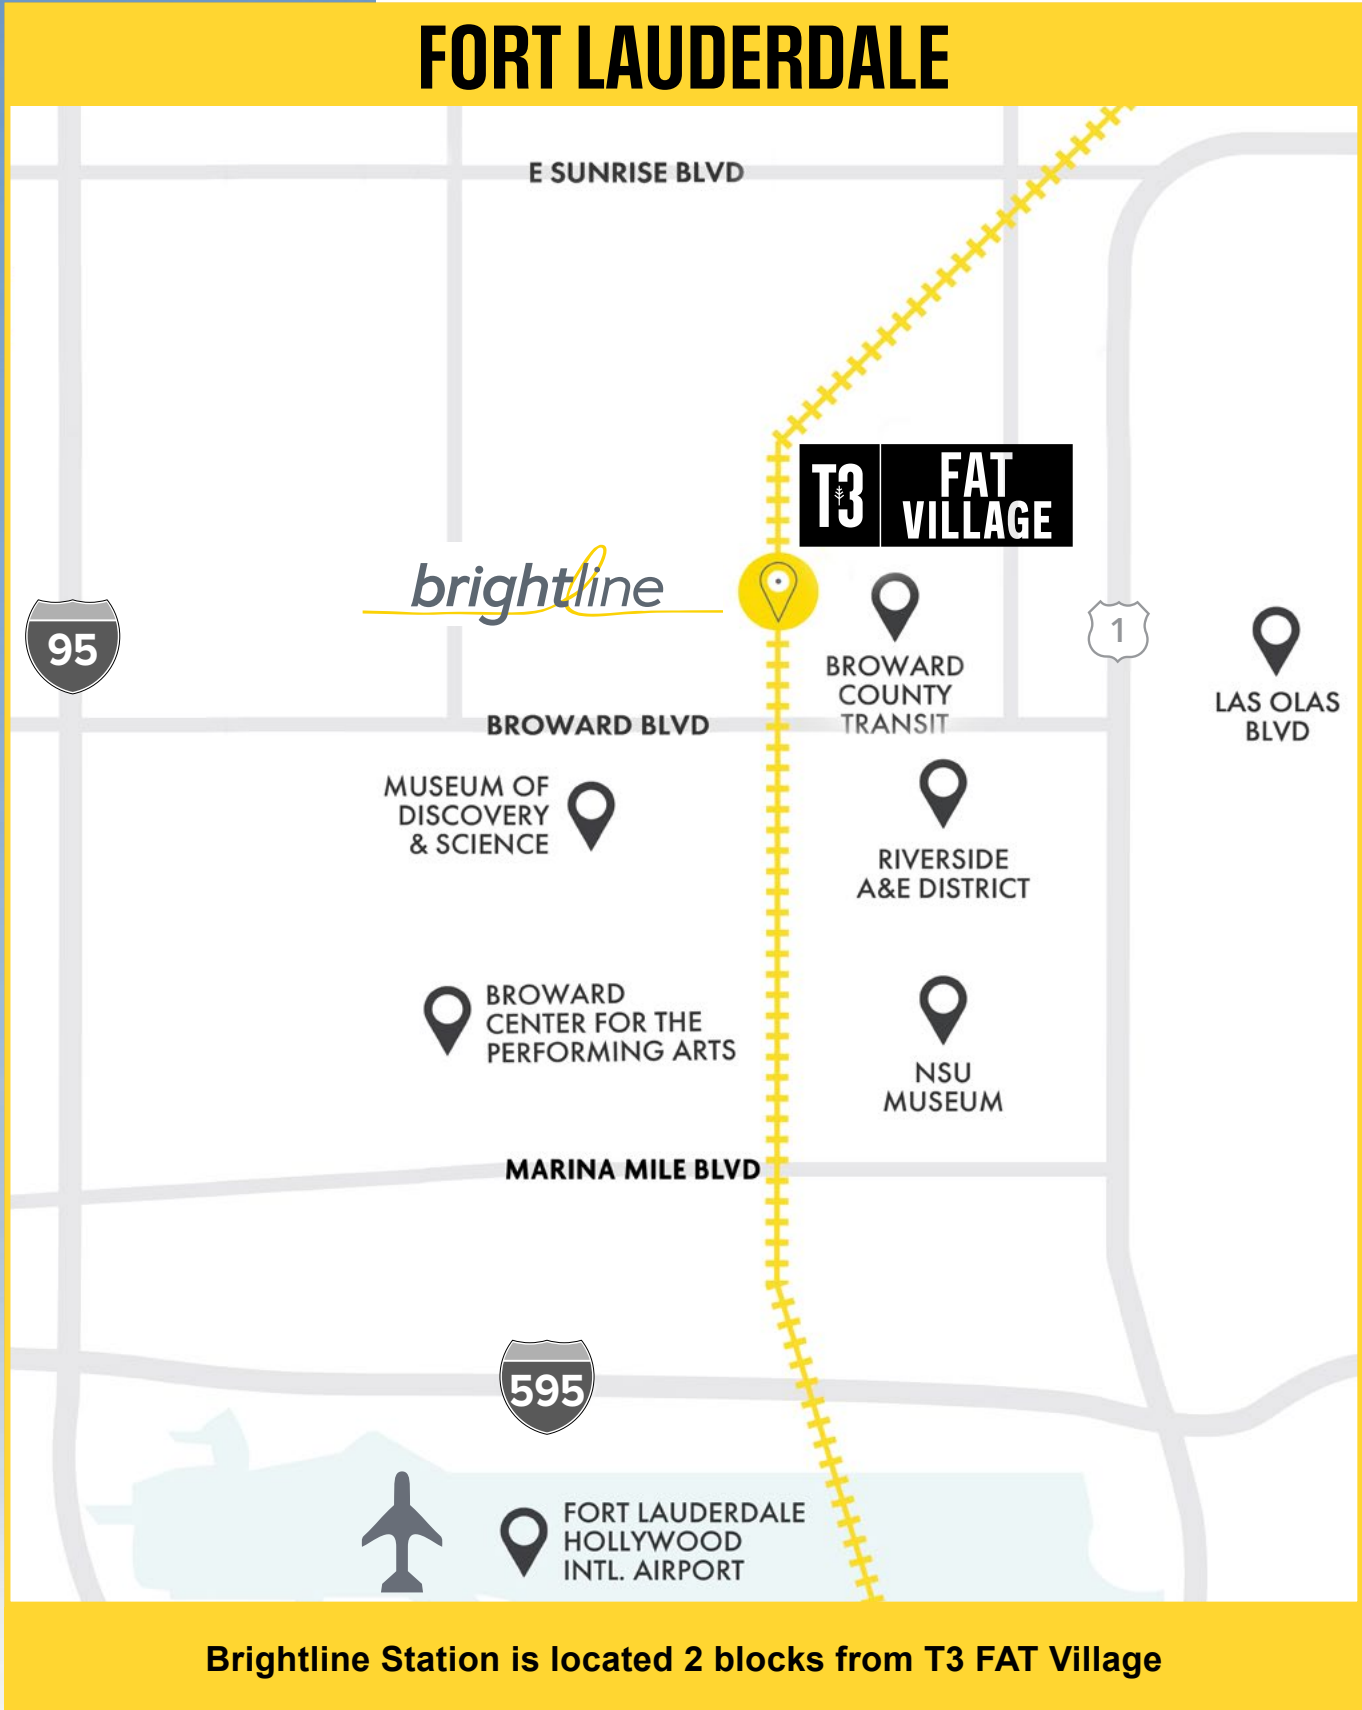 FORT LAUDERDALE
E SUNRISE BLVD
T3
FAT
VILLAGE
brightline
95
1
BROWARD
COUNTY
TRANSIT
LAS OLAS
BLVD
BROWARD BLVD
MUSEUM OF
DISCOVERY
& SCIENCE
RIVERSIDE
A&E DISTRICT
BROWARD
CENTER FOR THE
PERFORMING ARTS
NSU
MUSEUM
MARINA MILE BLVD
595
FORT LAUDERDALE
HOLLYWOOD
INTL. AIRPORT
Brightline Station is located 2 blocks from T3 FAT Village